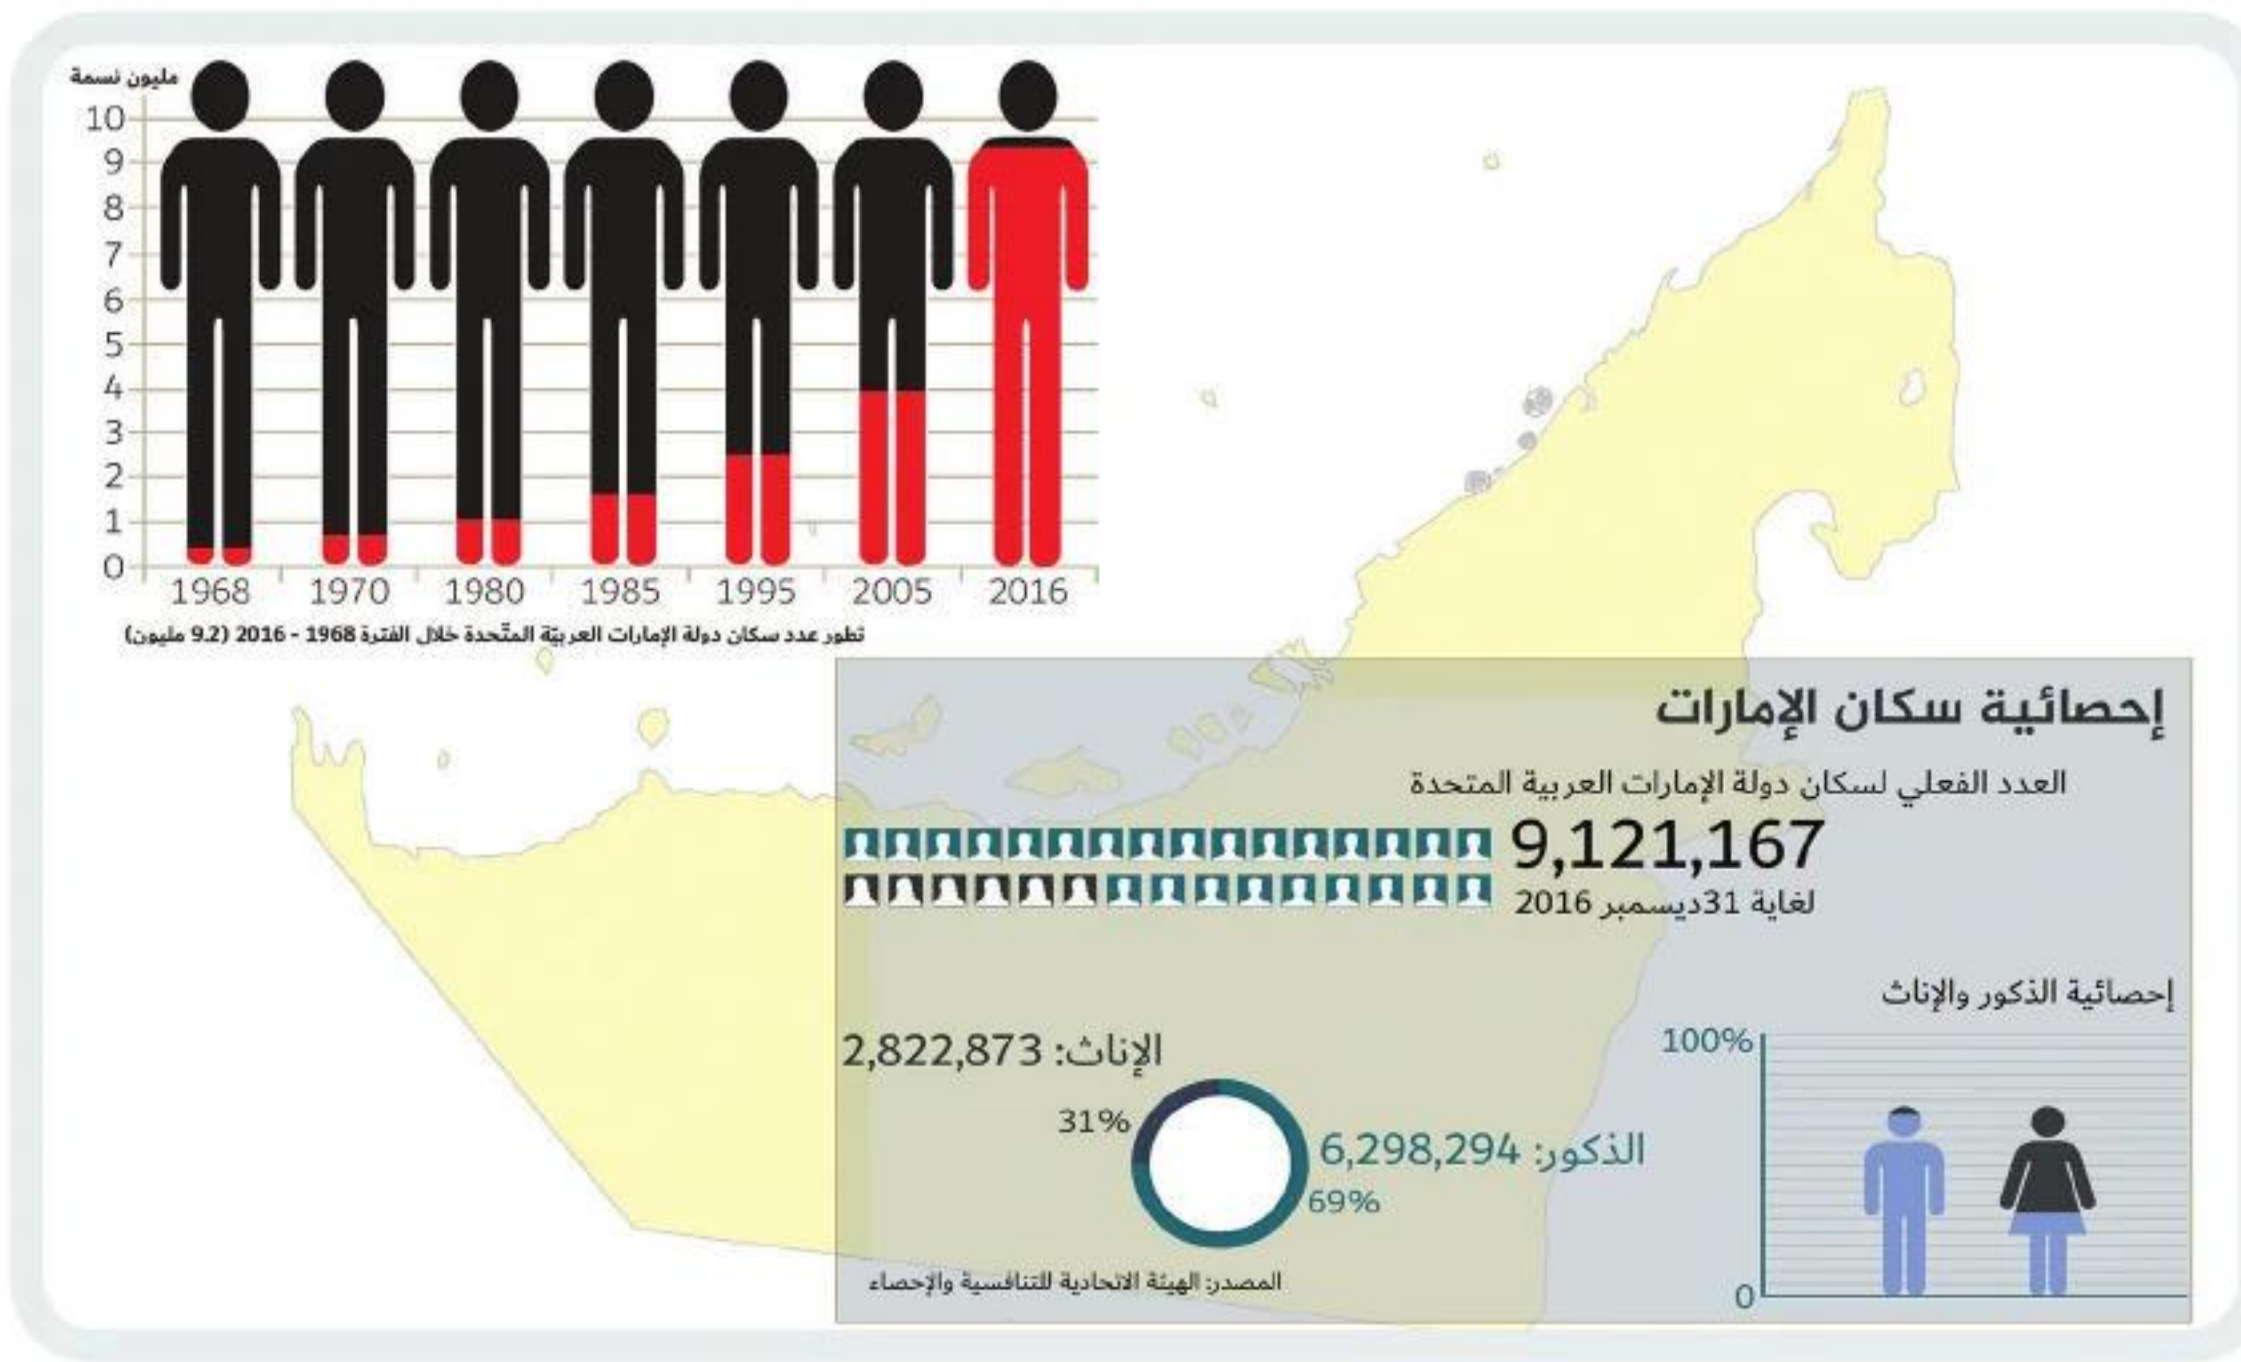 مليون نسمة
10
9
8
7
6
5
4
3
2
1
0
1968 1970 1980 1985 1995 2005 2016
تطور عدد سكان دولة الإمارات العربيّة المتّحدة خلال الفترة 1968 - 2016 (9.2 مليون)
إحصائية سكان الإمارات
العدد الفعلي لسكان دولة الإمارات العربية المتحدة
9,121,167
لغاية 31ديسمبر 2016
إحصائية الذكور والإناث
100%
0
الإناث: 2,822,873
31%
الذكور: 6,298,294
69%
المصدر: الهيئة الاتحادية للتنافسية والإحصاء